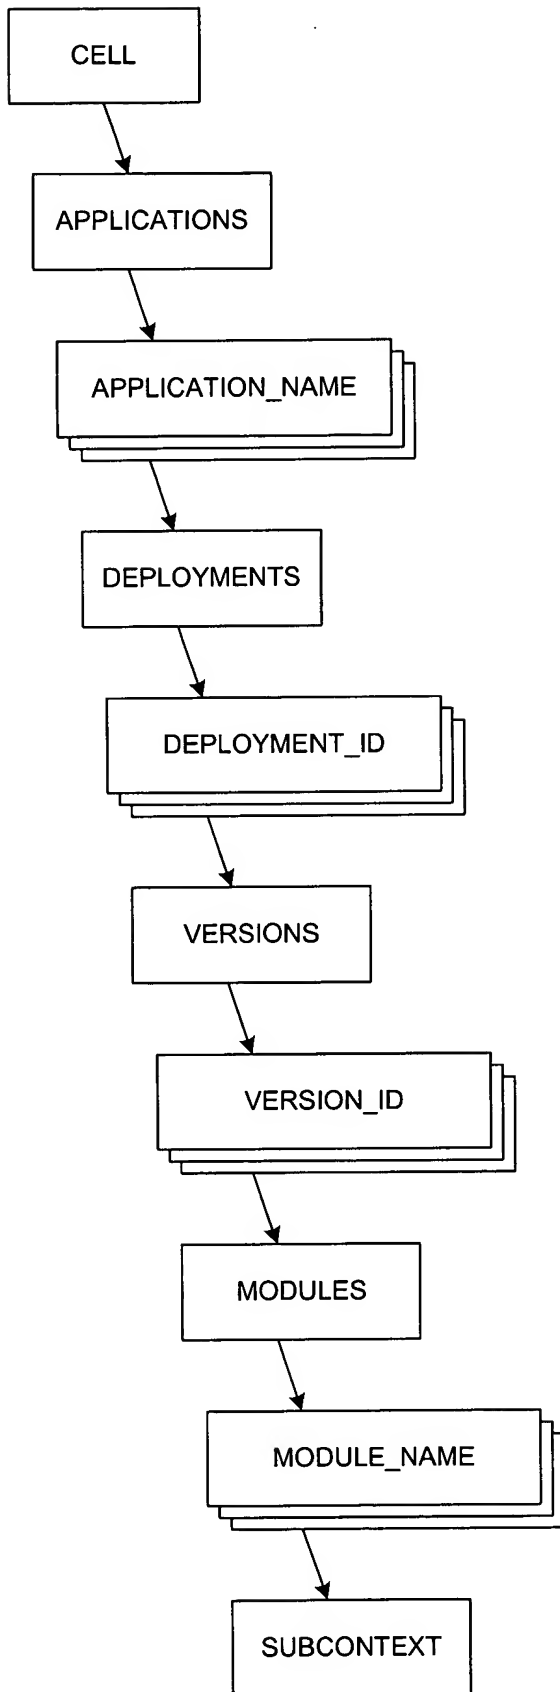 CELL
APPLICATIONS
APPLICATION_NAME
DEPLOYMENTS
DEPLOYMENT_ID
VERSIONS
VERSION_ID
MODULES
MODULE_NAME
SUBCONTEXT